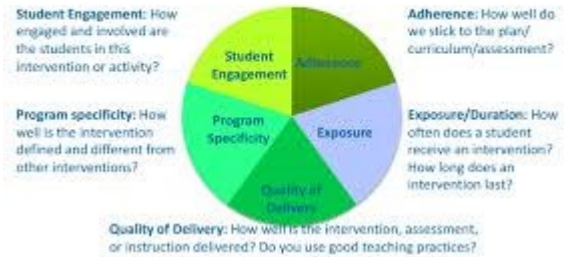 Student Engagement: How
engaged and involved are
the students in this
intervention or activity?
Adherence: How well do
we stick to the plan/
curriculum/assessment?
Student
Engagement
Adherence
Program specificity: How
well is the intervention
defined and different from
other interventions?
Program
Specificity
Exposure
Exposure/Duration: How
often does a student
receive an intervention?
How long does an
intervention last?
Quality of
Delivery
Quality of Delivery: How well is the intervention, assessment,
or instruction delivered? Do you use good teaching practices?